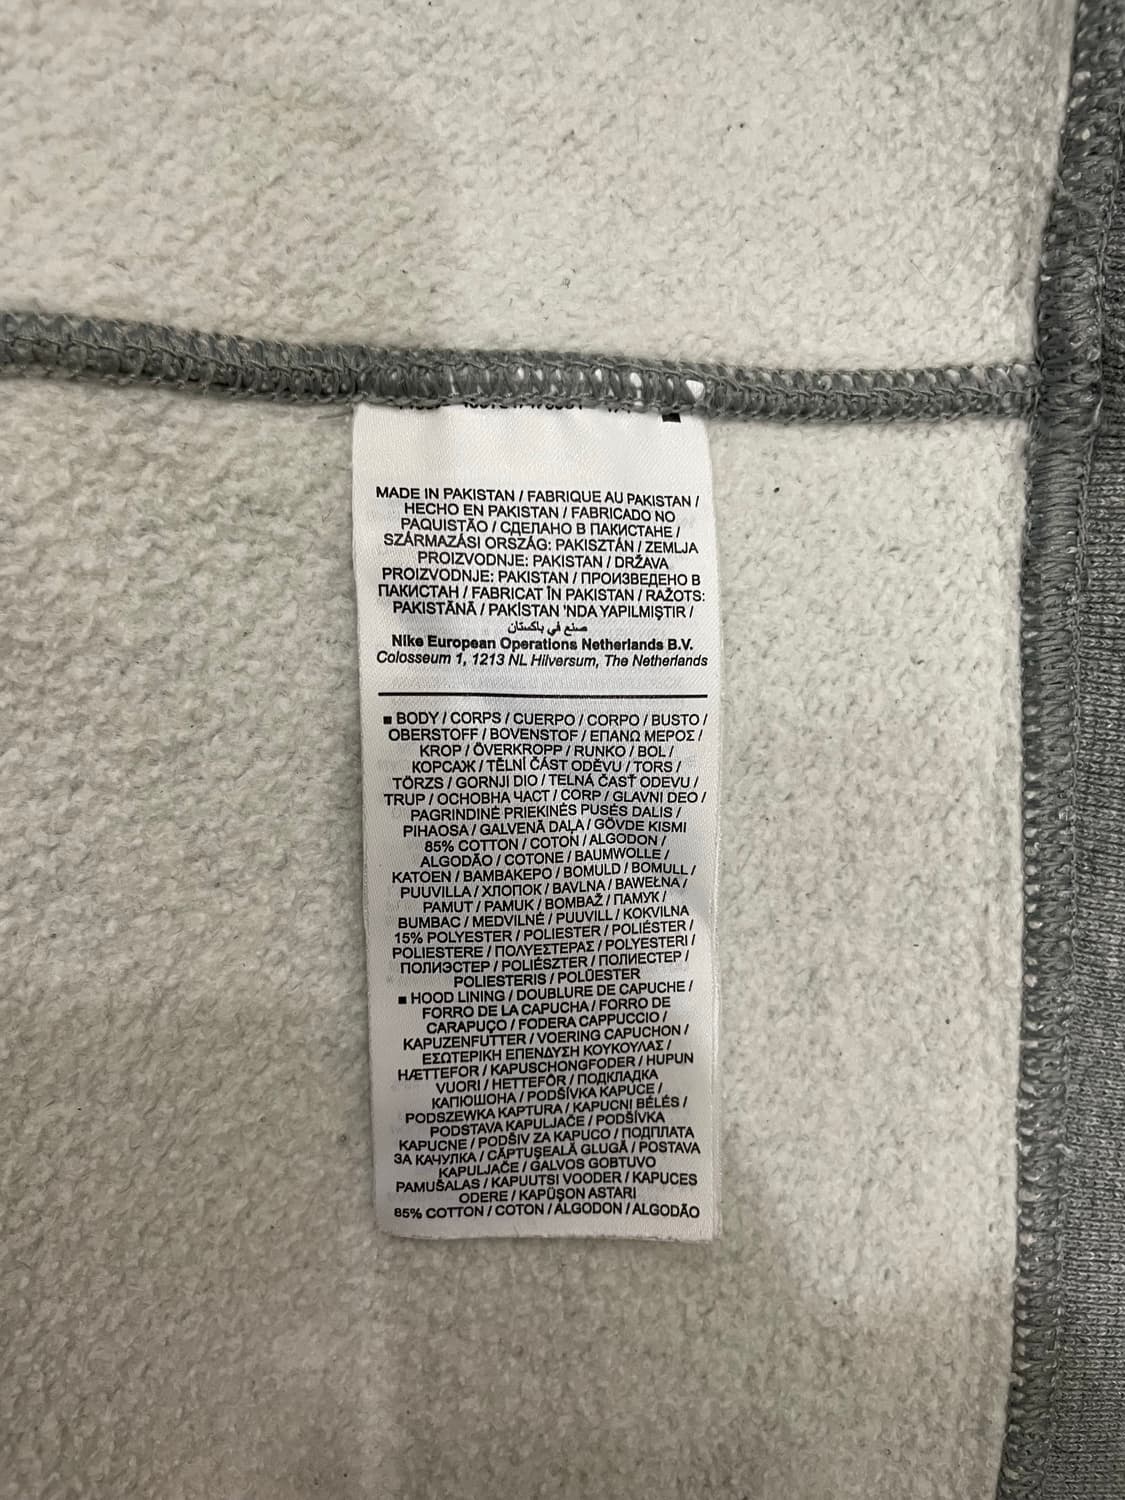 MADE IN PAKISTAN / FABRIQUE AU PAKISTAN /
HECHO EN PAKISTAN / FABRICADO NO
PAQUISTÃO / СДЕЛАНО В ПАКИСТАНЕ /
SZÁRMAZÁSI ORSZÁG: PAKISZTÁN / ZEMLJA
PROIZVODNJE: PAKISTAN / DRŽAVA
PROIZVODNJE: PAKISTAN / ПРОИЗВЕДЕНО В
ПАКИСТАН / FABRICAT ÎN PAKISTAN / RAŽOTS:
PAKISTĀNĀ / PAKİSTAN 'NDA YAPILMIŞTIR /
صنع في باكستان
Nike European Operations Netherlands B.V.
Colosseum 1, 1213 NL Hilversum, The Netherlands
■ BODY / CORPS / CUERPO / CORPO / BUSTO /
OBERSTOFF / BOVENSTOF / ΕΠΑΝΩ ΜΕΡΟΣ /
KROP / ÖVERKROPP / RUNKO / BOL /
КОРСАЖ / TĚLNÍ ČÁST ODĚVU / TORS /
TÖRZS / GORNJI DIO / TELNÁ ČASŤ ODEVU /
TRUP / ОСНОВНА ЧАСТ / CORP / GLAVNI DEO /
PAGRINDINĖ PRIEKINĖS PUSĖS DALIS /
PIHAOSA / GALVENĀ DAĻA / GÖVDE KISMI
85% COTTON / COTON / ALGODON /
ALGODÃO / COTONE / BAUMWOLLE /
KATOEN / ΒΑΜΒΑΚΕΡΟ / BOMULD / BOMULL /
PUUVILLA / ХЛОПОК / BAVLNA / BAWEŁNA /
PAMUT / PAMUK / BOMBAŽ / ПАМУК /
BUMBAC / MEDVILNĖ / PUUVILL / KOKVILNA
15% POLYESTER / POLIESTER / POLIÉSTER /
POLIESTERE / ΠΟΛΥΕΣΤΕΡΑΣ / POLYESTERI /
ПОЛИЭСТЕР / POLIÉSZTER / ПОЛИЕСТЕР /
POLIESTERIS / POLÜESTER
■ HOOD LINING / DOUBLURE DE CAPUCHE /
FORRO DE LA CAPUCHA / FORRO DE
CARAPUÇO / FODERA CAPPUCCIO /
KAPUZENFUTTER / VOERING CAPUCHON /
ΕΣΩΤΕΡΙΚΗ ΕΠΕΝΔΥΣΗ ΚΟΥΚΟΥΛΑΣ /
HÆTTEFOR / KAPUSCHONGFODER / HUPUN
VUORI / HETTEFÔR / ПОДКЛАДКА
КАПЮШОНА / PODŠÍVKA KAPUCE /
PODSZEWKA KAPTURA / KAPUCNI BÉLÉS /
PODSTAVA KAPULJAČE / PODŠÍVKA
KAPUCNE / PODŠIV ZA KAPUCO / ПОДПЛАТА
ЗА КАЧУЛКА / CĂPTUŞEALĂ GLUGĂ / POSTAVA
KAPULJAČE / GALVOS GOBTUVO
PAMUŠALAS / KAPUUTSI VOODER / KAPUCES
ODERE / KAPÜŞON ASTARI
85% COTTON / COTON / ALGODON / ALGODÃO